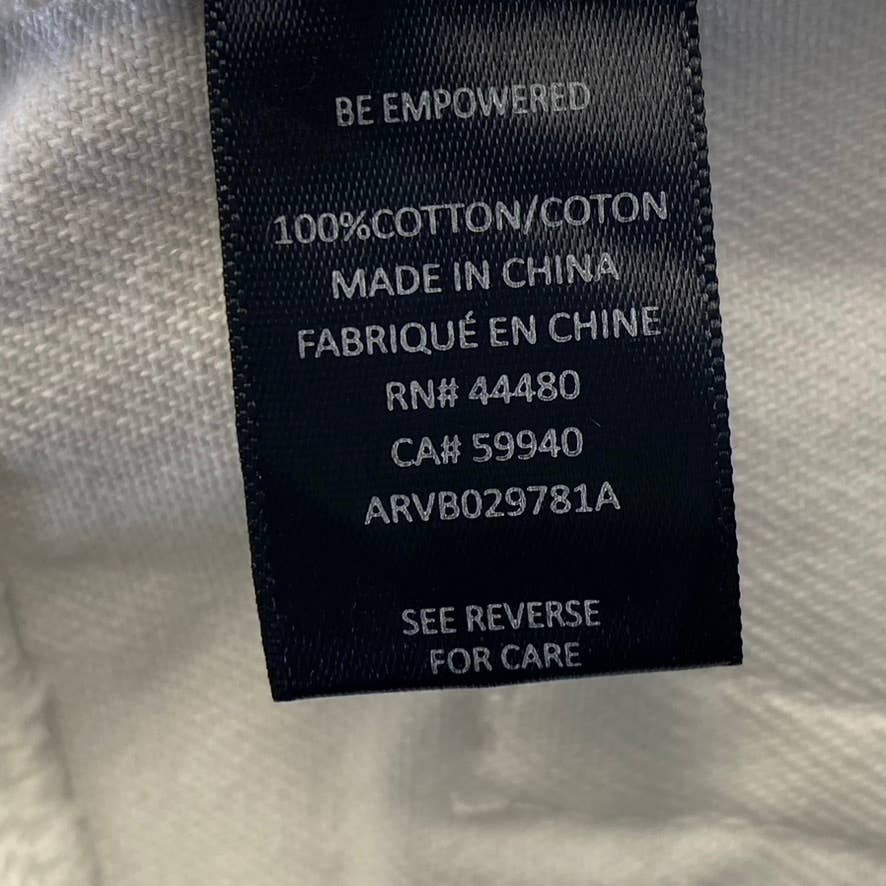 BE EMPOWERED
100%COTTON/COTON
MADE IN CHINA
FABRIQUÉ EN CHINE
RN# 44480
CA# 59940
ARVB029781A
SEE REVERSE
FOR CARE